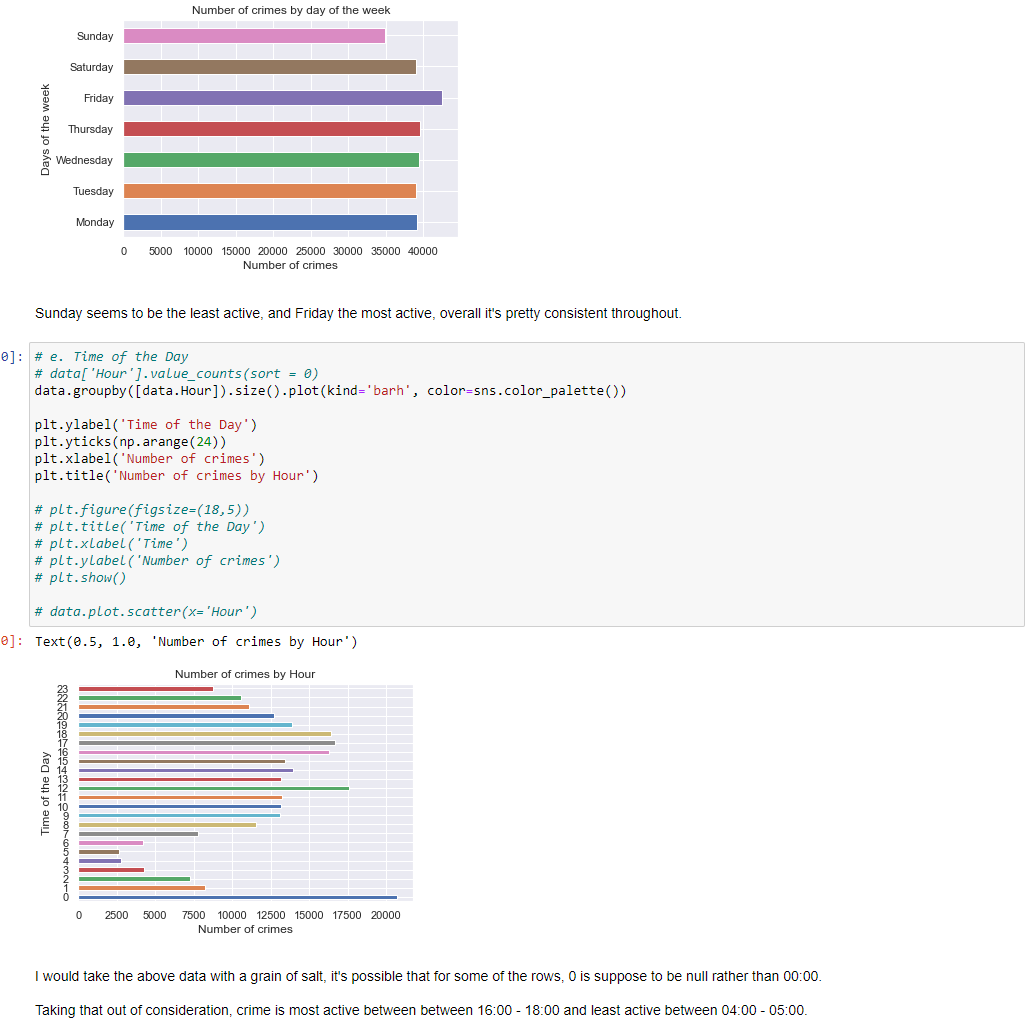 Number of crimes by day of the week
Sunday
Saturday
Friday
Thursday
Wednesday
Tuesday
Monday
Days of the week
0 5000 10000 15000 20000 25000 30000 35000 40000
Number of crimes
Sunday seems to be the least active, and Friday the most active, overall it's pretty consistent throughout.
0]: # e. Time of the Day
# data['Hour'].value_counts(sort = 0)
data.groupby([data.Hour]).size().plot(kind='barh', color=sns.color_palette())
plt.ylabel('Time of the Day')
plt.yticks(np.arange(24))
plt.xlabel('Number of crimes')
plt.title('Number of crimes by Hour')
# plt.figure(figsize=(18,5))
# plt.title('Time of the Day')
# plt.xlabel('Time')
# plt.ylabel('Number of crimes')
# plt.show()
# data.plot.scatter(x='Hour')
0]: Text(0.5, 1.0, 'Number of crimes by Hour')
Number of crimes by Hour
23
22
21
20
19
18
17
16
15
14
13
12
11
10
9
8
7
6
5
4
3
2
1
0
Time of the Day
0 2500 5000 7500 10000 12500 15000 17500 20000
Number of crimes
I would take the above data with a grain of salt, it's possible that for some of the rows, 0 is suppose to be null rather than 00:00.
Taking that out of consideration, crime is most active between between 16:00 - 18:00 and least active between 04:00 - 05:00.